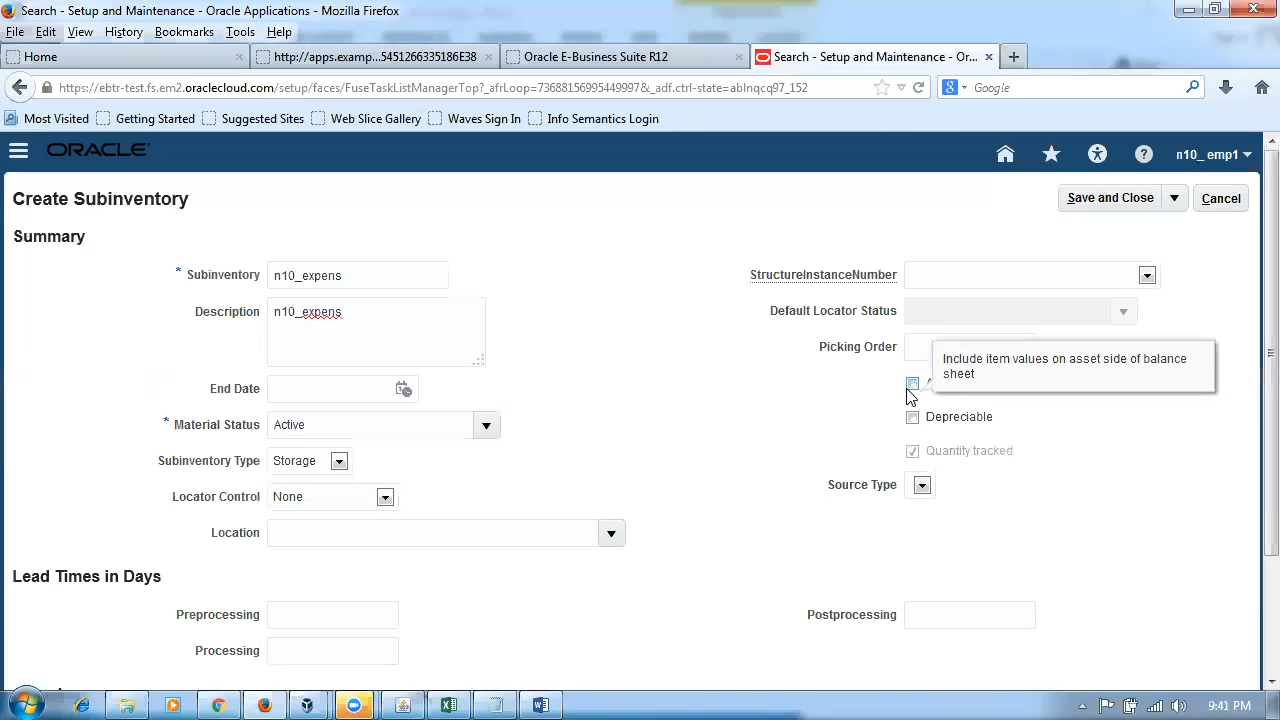 Search - Setup and Maintenance - Oracle Applications - Mozilla Firefox
File Edit View History Bookmarks Tools Help
Home
http://apps.examp...5451266335186E38
Oracle E-Business Suite R12
Search - Setup and Maintenance - Or...
https://ebtr-test.fs.em2.oraclecloud.com/setup/faces/FuseTaskListManagerTop?_afrLoop=73688156995449997&_adf.ctrl-state=ablnqcq97_152
Google
Most Visited Getting Started Suggested Sites Web Slice Gallery Waves Sign In Info Semantics Corporation
ORACLE
n10_ emp1
Create Subinventory
Save and Close
Cancel
Summary
* Subinventory n10_expens
StructureInstanceNumber
Description n10_expens
Default Locator Status
Picking Order
Include item values on asset side of balance
sheet
End Date
Depreciable
* Material Status Active
Quantity tracked
Subinventory Type Storage
Source Type
Locator Control None
Location
Lead Times in Days
Preprocessing
Postprocessing
Processing
9:41 PM